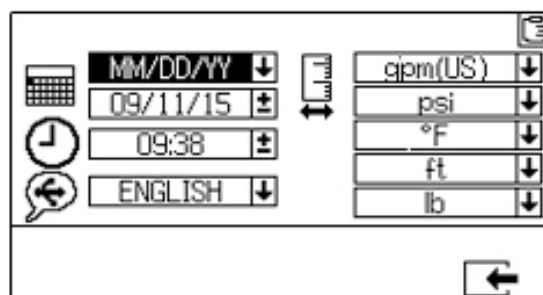 MM/DD/YY
09/11/15
09:38
ENGLISH
gpm(US)
psi
°F
ft
lb